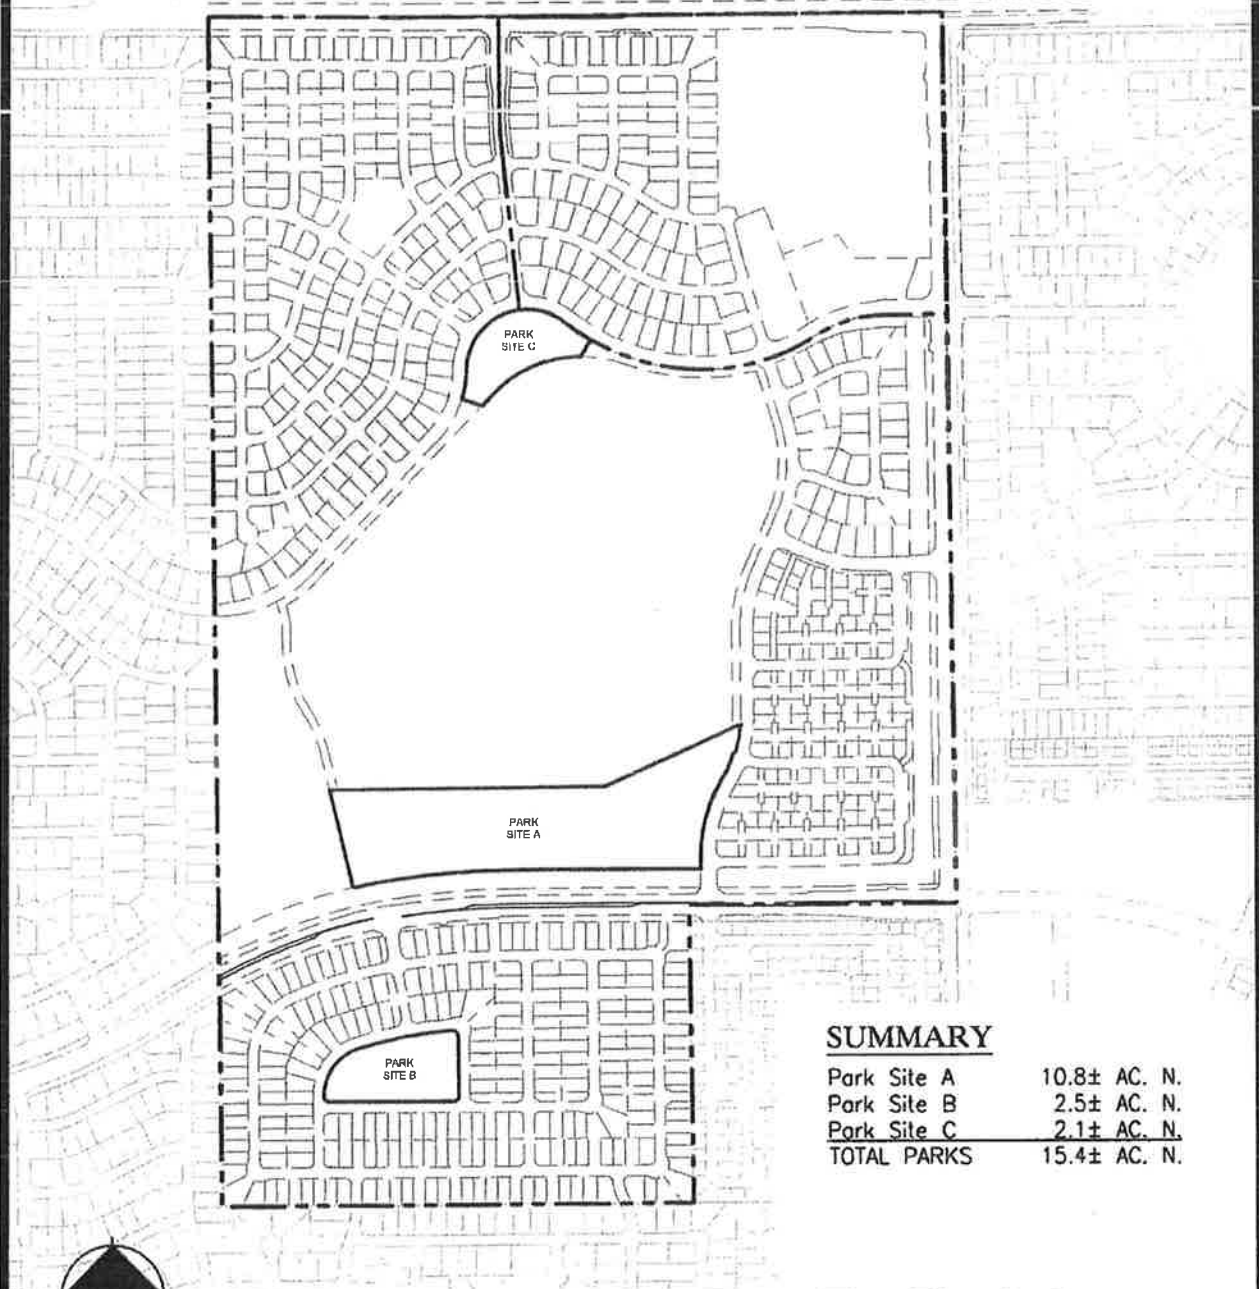 PARK
SITE C
PARK
SITE A
PARK
SITE B
SUMMARY
Park Site A 10.8± AC. N.
Park Site B 2.5± AC. N.
Park Site C 2.1± AC. N.
TOTAL PARKS 15.4± AC. N.